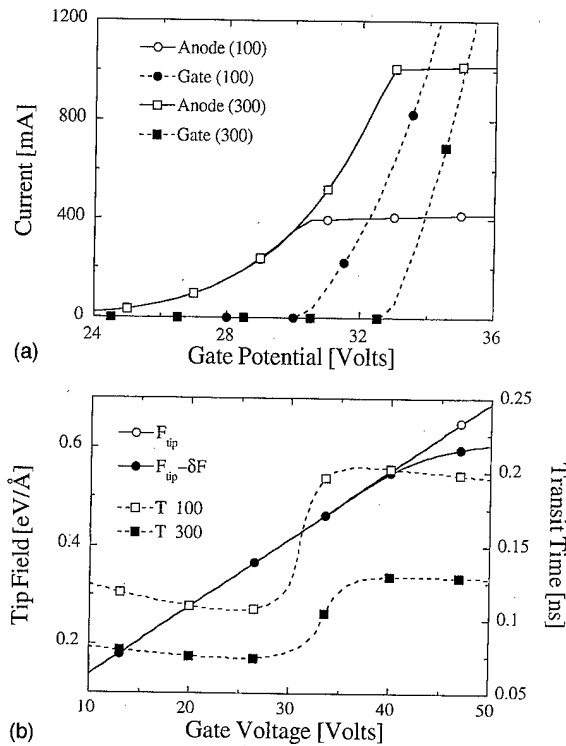 1200
800
400
0
Current [mA]
Anode (100)
Gate (100)
Anode (300)
Gate (300)
24
28
32
36
(a)
Gate Potential [Volts]
0.6
0.4
0.2
Tip Field [eV/Å]
F_tip
F_tip-δF
T 100
T 300
0.25
0.2
0.15
0.1
0.05
Transit Time [ns]
10
20
30
40
50
(b)
Gate Voltage [Volts]